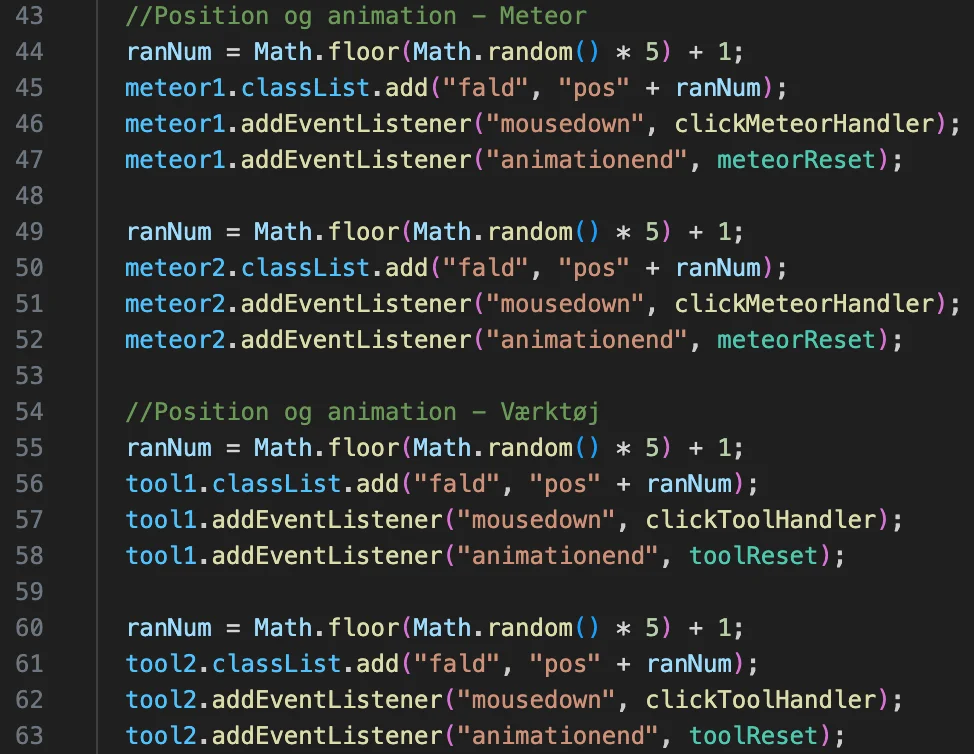 43 //Position og animation – Meteor
44 ranNum = Math.floor(Math.random() * 5) + 1;
45 meteor1.classList.add("fald", "pos" + ranNum);
46 meteor1.addEventListener("mousedown", clickMeteorHandler);
47 meteor1.addEventListener("animationend", meteorReset);
48
49 ranNum = Math.floor(Math.random() * 5) + 1;
50 meteor2.classList.add("fald", "pos" + ranNum);
51 meteor2.addEventListener("mousedown", clickMeteorHandler);
52 meteor2.addEventListener("animationend", meteorReset);
53
54 //Position og animation – Værktøj
55 ranNum = Math.floor(Math.random() * 5) + 1;
56 tool1.classList.add("fald", "pos" + ranNum);
57 tool1.addEventListener("mousedown", clickToolHandler);
58 tool1.addEventListener("animationend", toolReset);
59
60 ranNum = Math.floor(Math.random() * 5) + 1;
61 tool2.classList.add("fald", "pos" + ranNum);
62 tool2.addEventListener("mousedown", clickToolHandler);
63 tool2.addEventListener("animationend", toolReset);